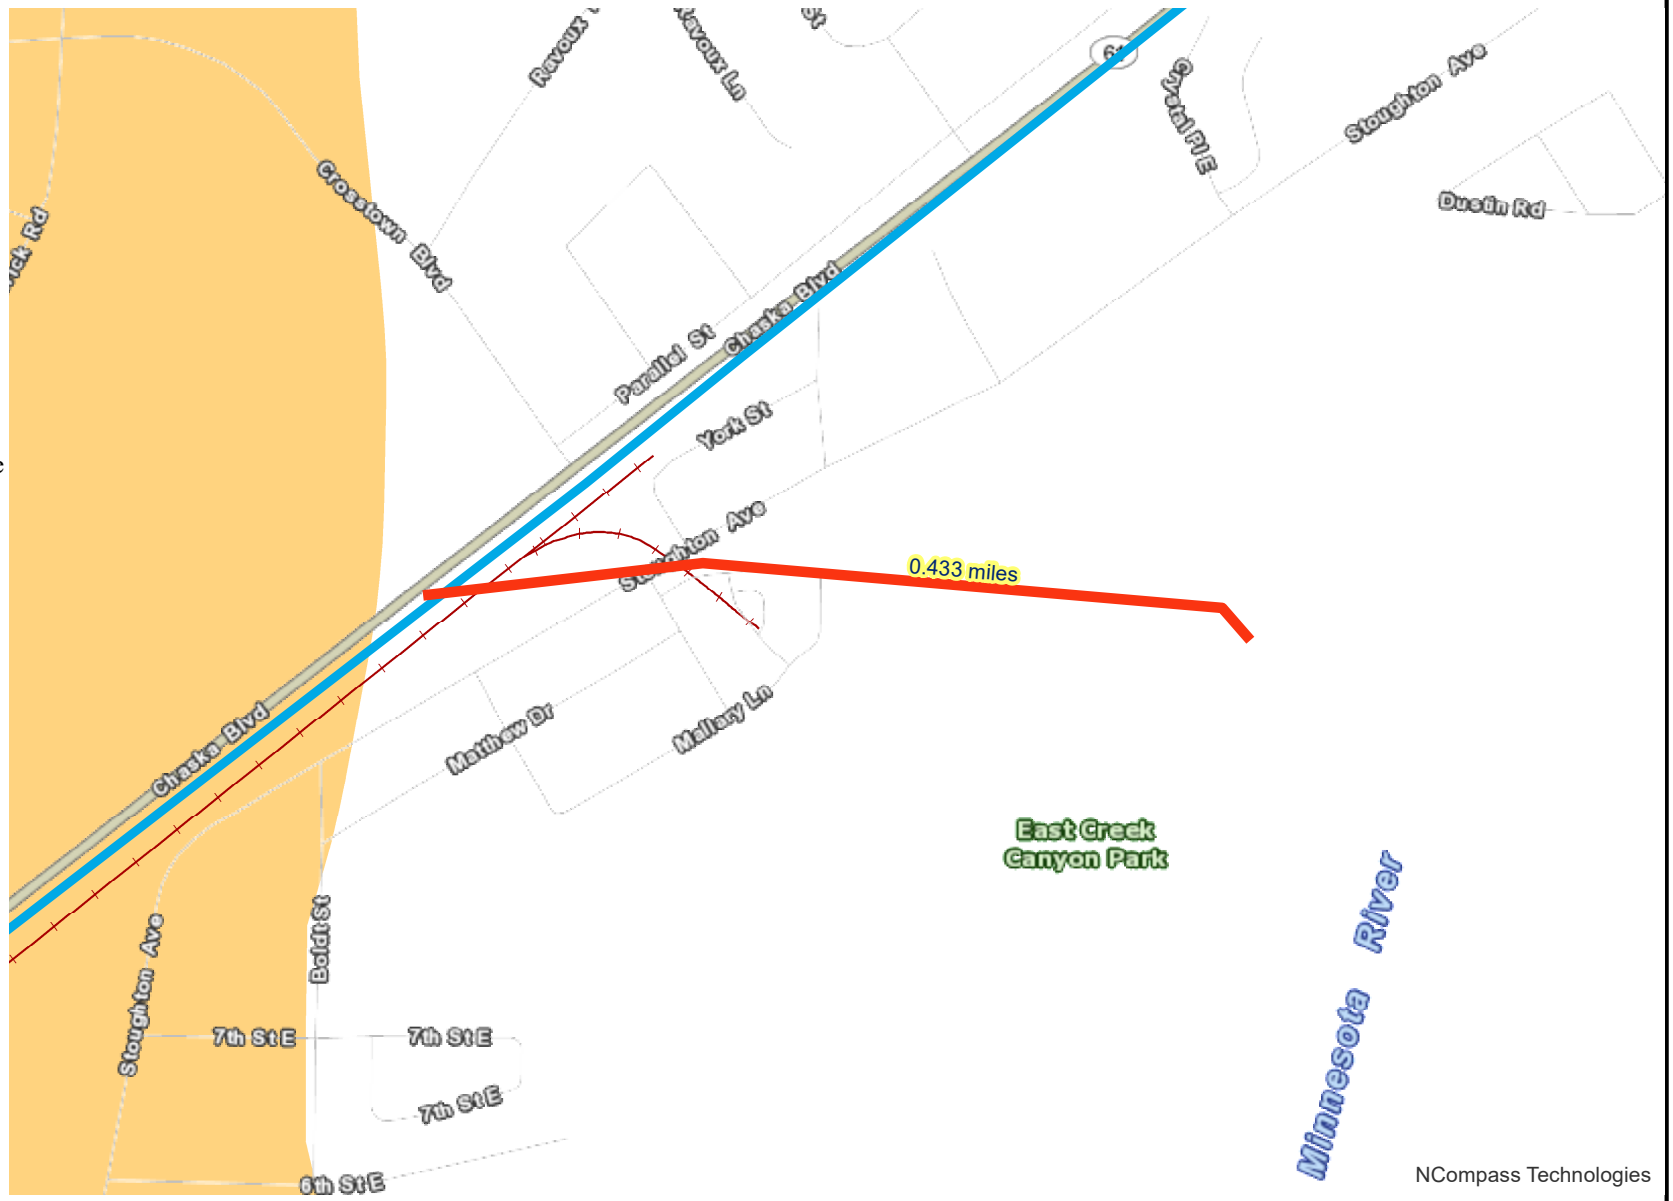 Ravoux
Ravoux Ln
St
61
Crystal Pl E
Stoughton Ave
Dustin Rd
Crosstown Blvd
rick Rd
Parallel St
Chaska Blvd
York St
Stoughton Ave
0.433 miles
Chaska Blvd
Matthew Dr
Mallary Ln
East Creek
Canyon Park
Minnesota River
Boldt St
Stoughton Ave
7th St E
7th St E
7th St E
6th St E
NCompass Technologies